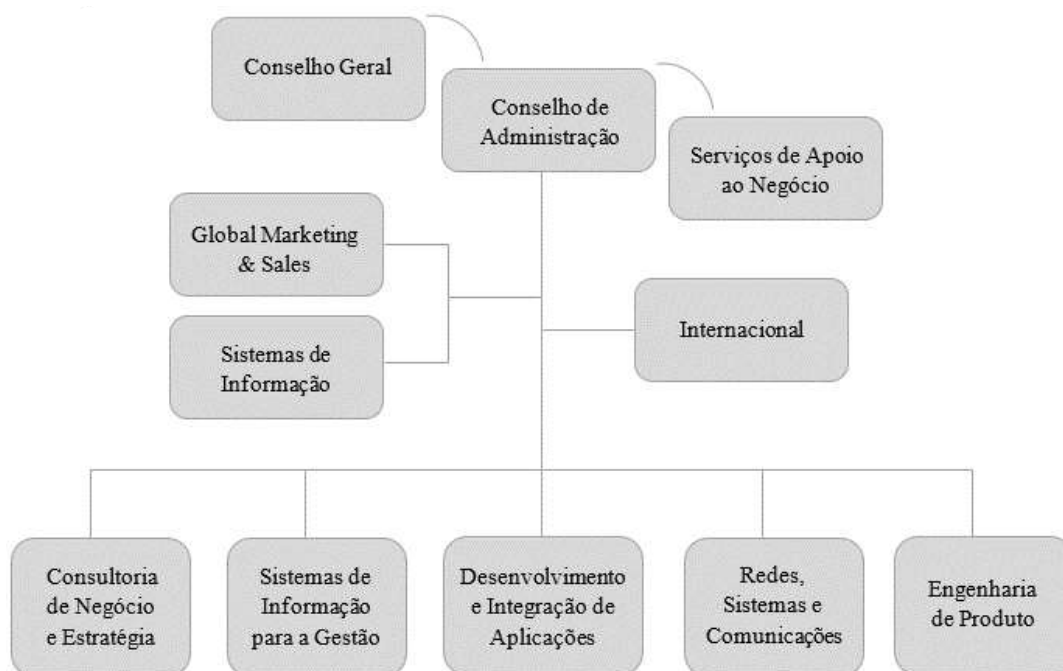 Conselho Geral
Conselho de
Administração
Serviços de Apoio
ao Negócio
Global Marketing
& Sales
Internacional
Sistemas de
Informação
Consultoria
de Negócio
e Estratégia
Sistemas de
Informação
para a Gestão
Desenvolvimento
e Integração de
Aplicações
Redes,
Sistemas e
Comunicações
Engenharia
de Produto